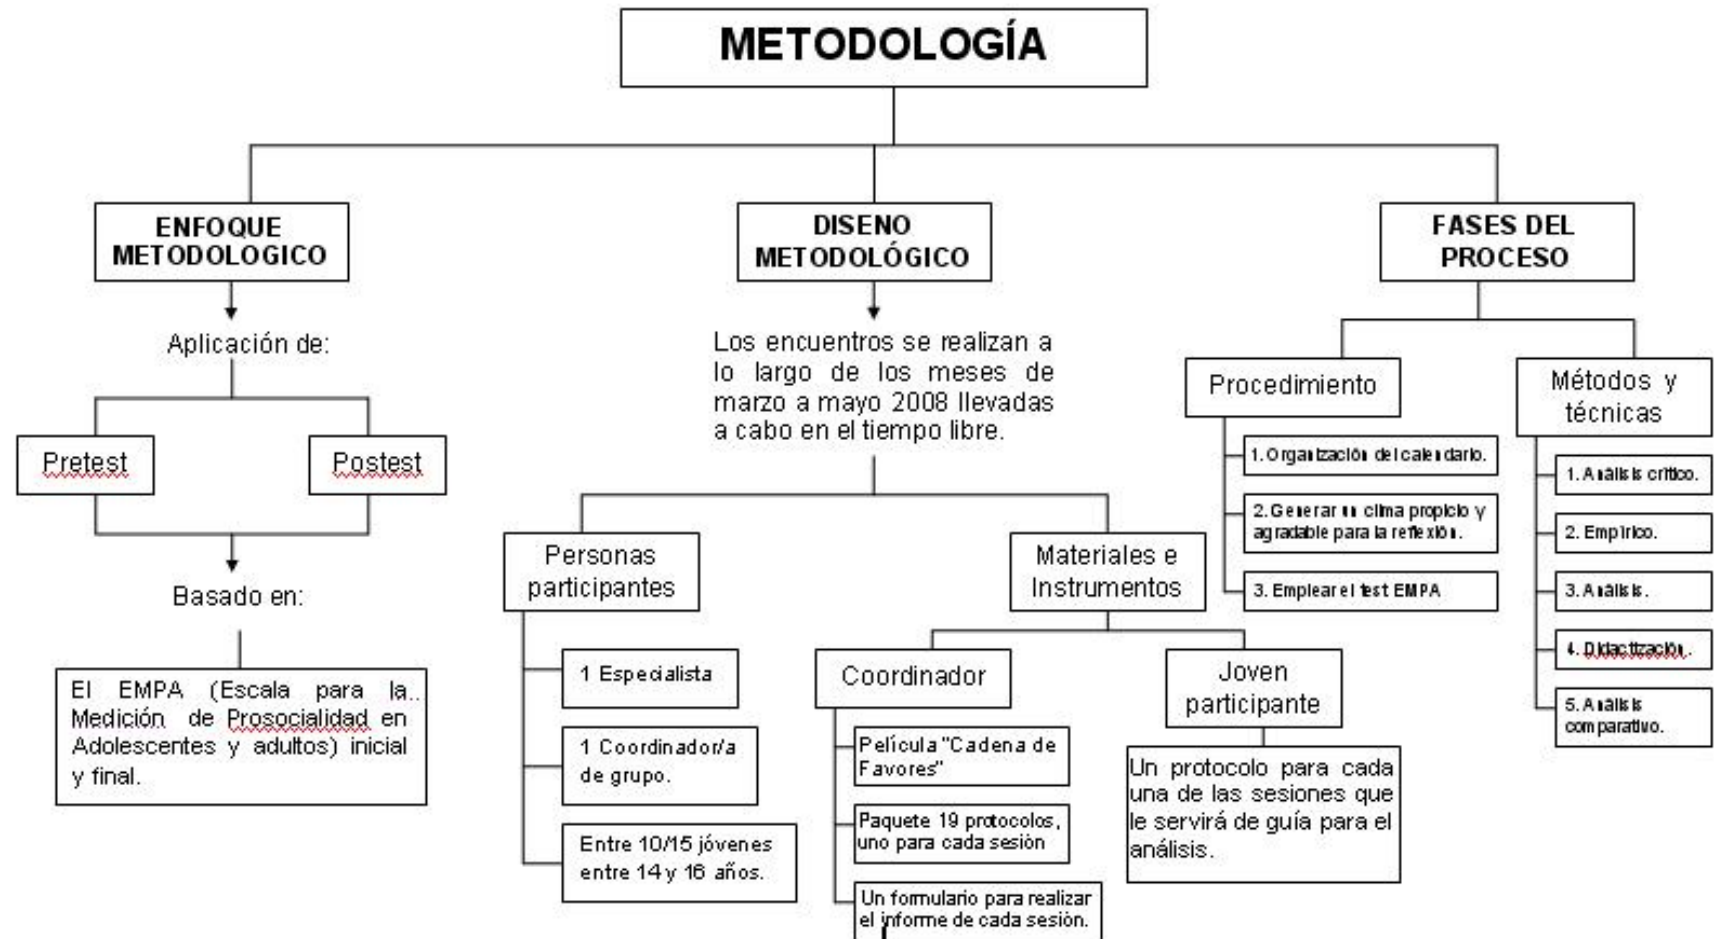 METODOLOGÍA
ENFOQUE
METODOLOGICO
Aplicación de:
Pretest
Postest
Basado en:
El EMPA (Escala para la..
Medición de Prosocialidad en
Adolescentes y adultos) inicial
y final.
DISENO
METODOLÓGICO
Los encuentros se realizan a
lo largo de los meses de
marzo a mayo 2008 llevadas
a cabo en el tiempo libre.
Personas
participantes
1 Especialista
1 Coordinador/a
de grupo.
Entre 10/15 jóvenes
entre 14 y 16 años.
Materiales e
Instrumentos
Coordinador
Película "Cadena de
Favores"
Paquete 19 protocolos,
uno para cada sesión
Un formulario para realizar
el informe de cada sesión.
Joven
participante
Un protocolo para cada
una de las sesiones que
le servirá de guía para el
análisis.
FASES DEL
PROCESO
Procedimiento
1. Organización del calendario.
2. Generar un clima propicio y
agradable para la reflexión.
3. Emplear el test EMPA
Métodos y
técnicas
1. Análisis crítico.
2. Empírico.
3. Análisis.
4. Didactización.
5. Análisis
comparativo.